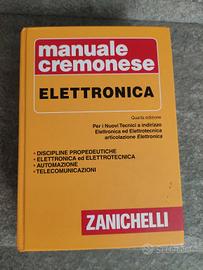 manuale
cremonese
ELETTRONICA
Quarta edizione
Per i Nuovi Tecnici a indirizzo
Elettronica ed Elettrotecnica
articolazione Elettronica
• DISCIPLINE PROPEDEUTICHE
• ELETTRONICA ed ELETTROTECNICA
• AUTOMAZIONE
• TELECOMUNICAZIONI
ZANICHELLI